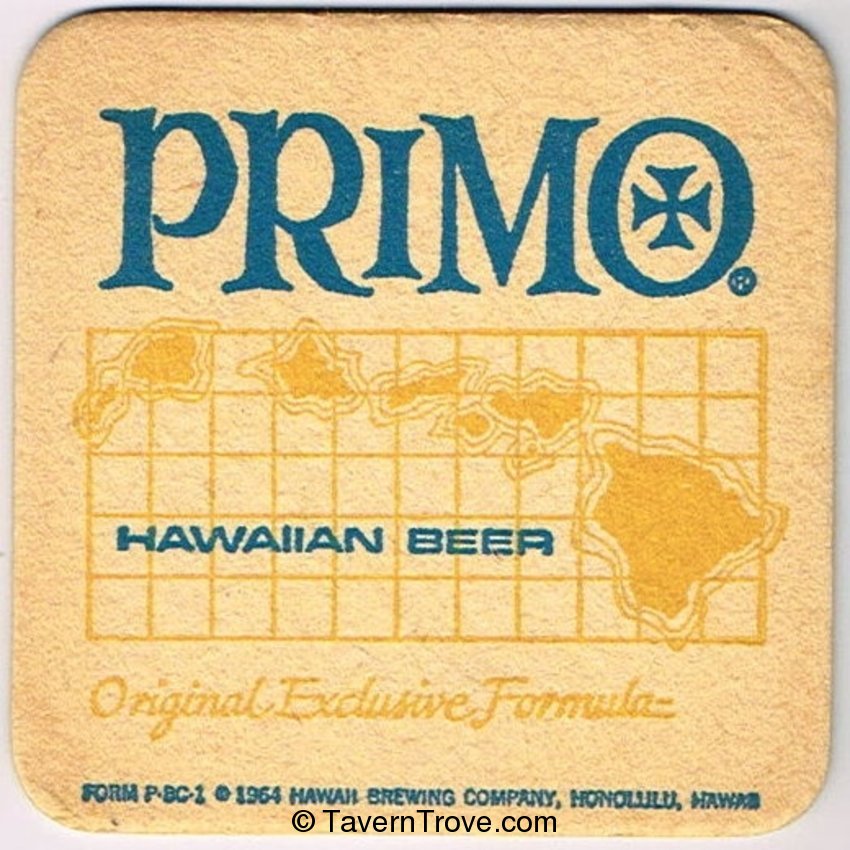 PRIMO®
HAWAIIAN BEER
Original Exclusive Formula
FORM P-BC-1 © 1964 HAWAII BREWING COMPANY, HONOLULU, HAWAII
© TavernTrove.com